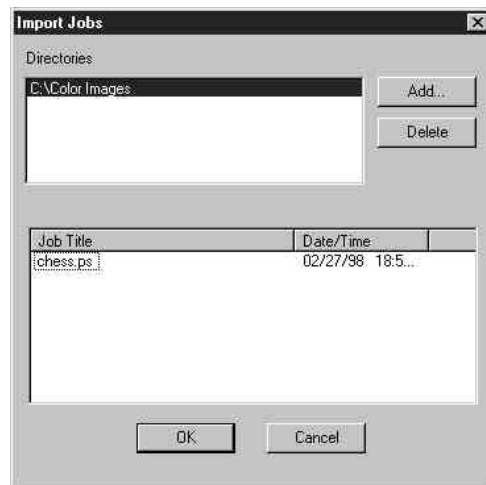 Import Jobs
Directories
C:\Color Images
Add...
Delete
Job Title Date/Time
chess.ps 02/27/98 18:5...
OK Cancel